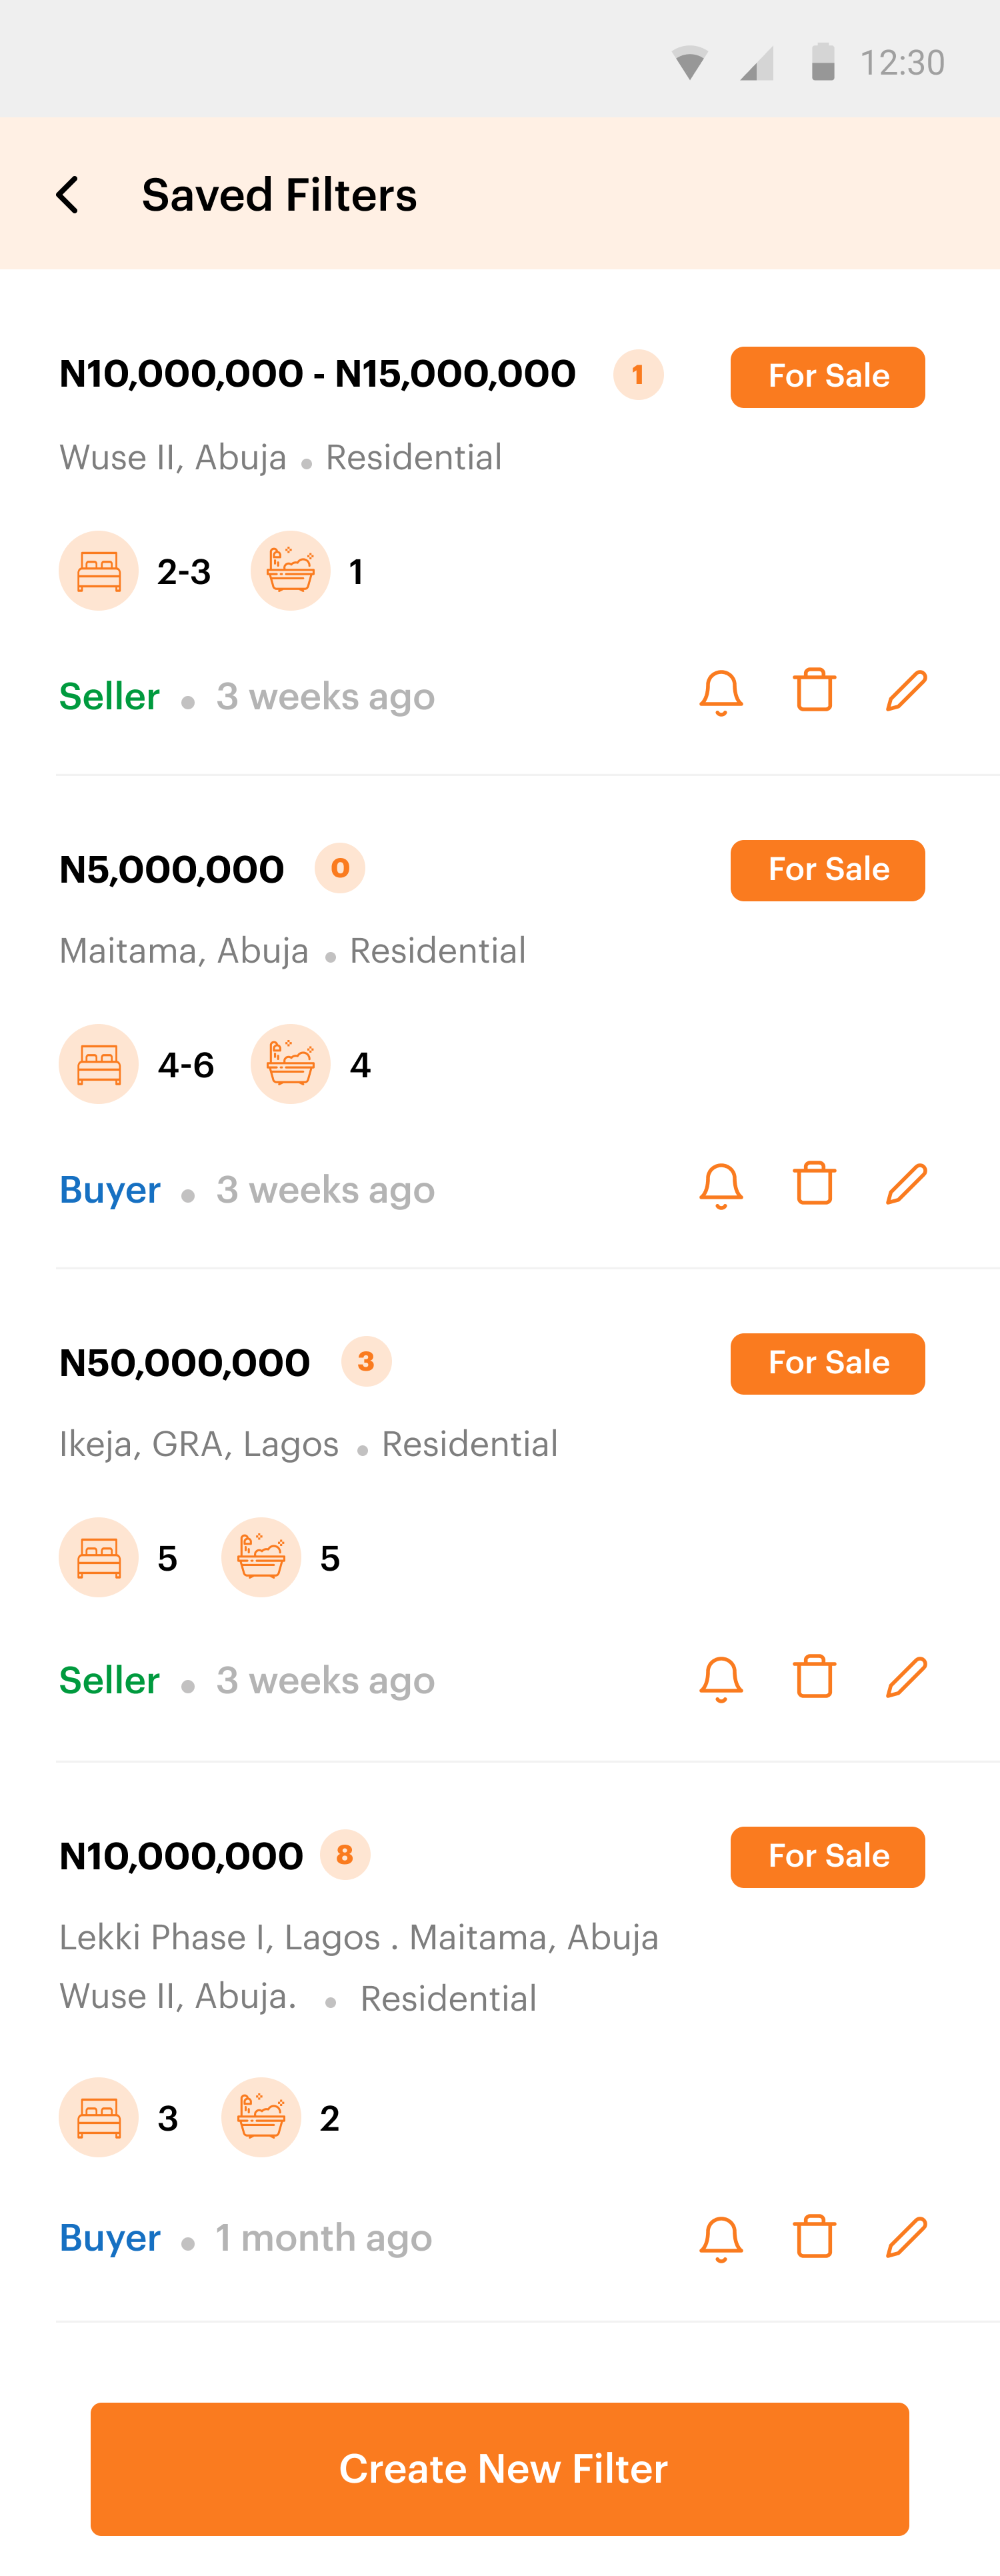 12:30
Saved Filters
N10,000,000 - N15,000,000 1 For Sale
Wuse II, Abuja • Residential
2-3 1
Seller • 3 weeks ago
N5,000,000 0 For Sale
Maitama, Abuja • Residential
4-6 4
Buyer • 3 weeks ago
N50,000,000 3 For Sale
Ikeja, GRA, Lagos • Residential
5 5
Seller • 3 weeks ago
N10,000,000 8 For Sale
Lekki Phase I, Lagos . Maitama, Abuja
Wuse II, Abuja. • Residential
3 2
Buyer • 1 month ago
Create New Filter